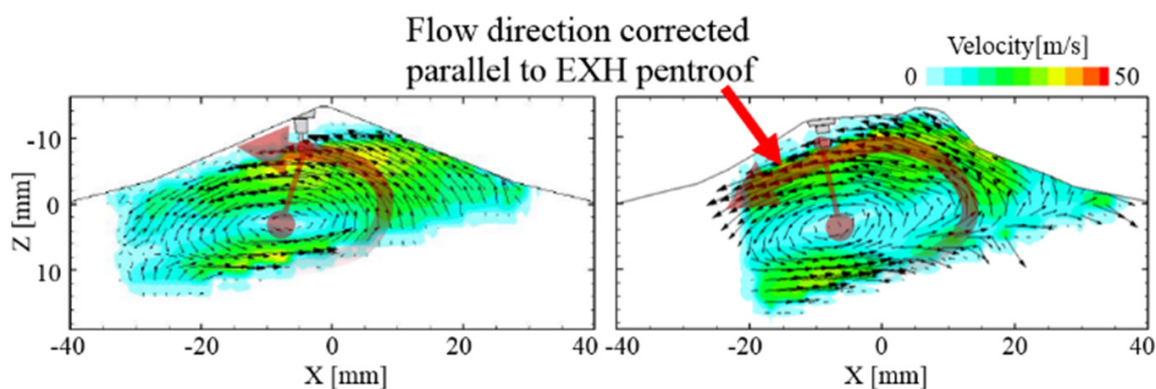 Flow direction corrected
parallel to EXH pentroof
Velocity[m/s]
0 50
-10
0
10
Z [mm]
-40 -20 0 20 40
X [mm]
-40 -20 0 20 40
X [mm]